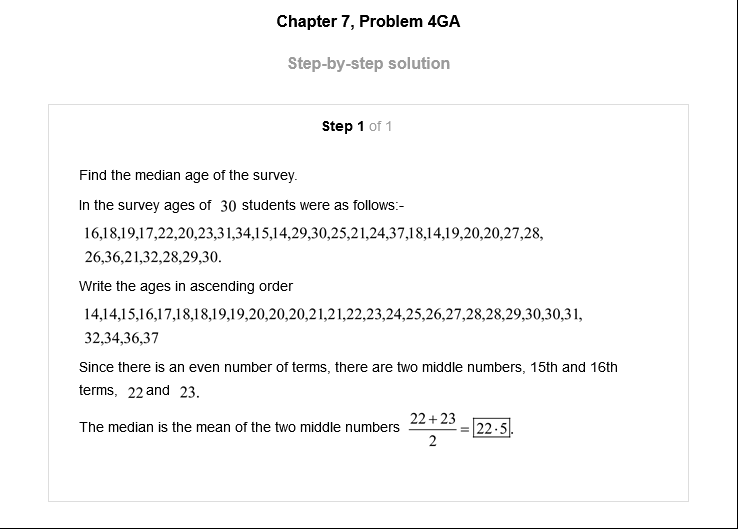 Chapter 7, Problem 4GA
Step-by-step solution
Step 1 of 1
Find the median age of the survey.
In the survey ages of 30 students were as follows:-
16,18,19,17,22,20,23,31,34,15,14,29,30,25,21,24,37,18,14,19,20,20,27,28,
26,36,21,32,28,29,30.
Write the ages in ascending order
14,14,15,16,17,18,18,19,19,20,20,20,21,21,22,23,24,25,26,27,28,28,29,30,30,31,
32,34,36,37
Since there is an even number of terms, there are two middle numbers, 15th and 16th
terms, 22 and 23.
The median is the mean of the two middle numbers (22+23)/2 = 22·5.